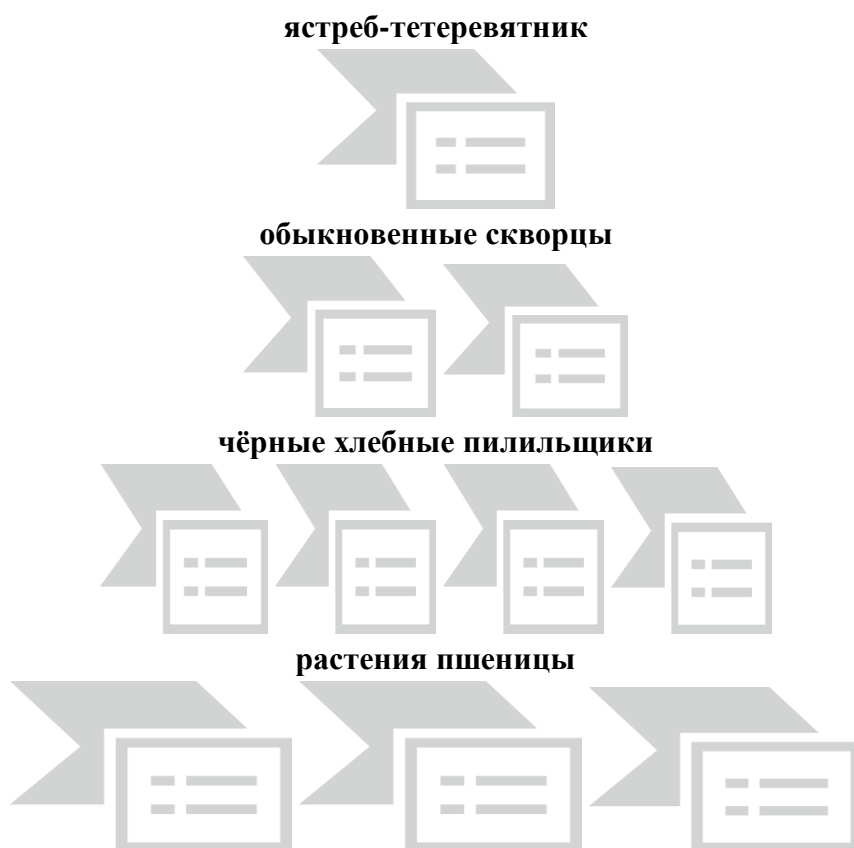 ястреб-тетеревятник
обыкновенные скворцы
чёрные хлебные пилильщики
растения пшеницы